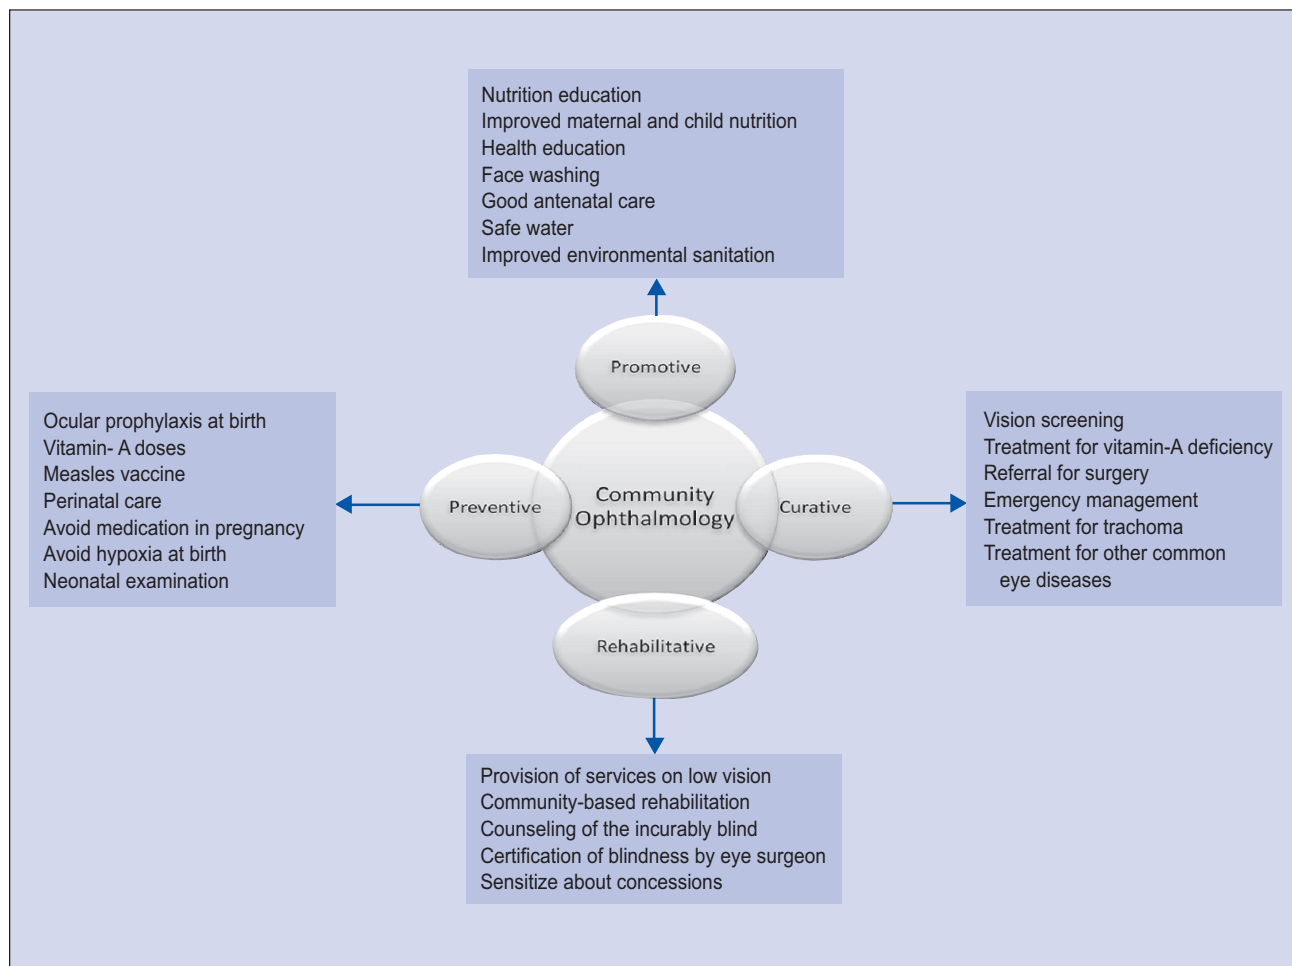 Nutrition education
Improved maternal and child nutrition
Health education
Face washing
Good antenatal care
Safe water
Improved environmental sanitation
Promotive
Ocular prophylaxis at birth
Vitamin- A doses
Measles vaccine
Perinatal care
Avoid medication in pregnancy
Avoid hypoxia at birth
Neonatal examination
Preventive
Community
Ophthalmology
Curative
Vision screening
Treatment for vitamin-A deficiency
Referral for surgery
Emergency management
Treatment for trachoma
Treatment for other common
eye diseases
Rehabilitative
Provision of services on low vision
Community-based rehabilitation
Counseling of the incurably blind
Certification of blindness by eye surgeon
Sensitize about concessions